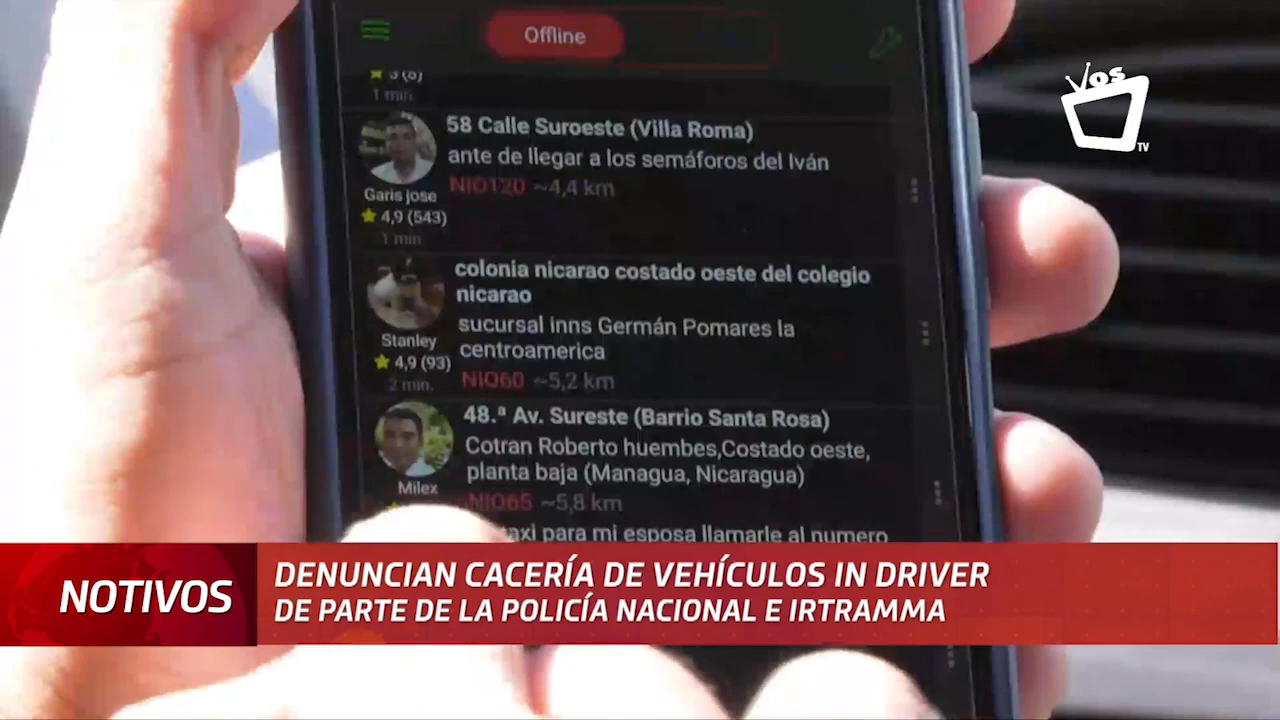 Offline
VOS
TV
1 min.
58 Calle Suroeste (Villa Roma)
ante de llegar a los semáforos del Iván
NIO120 ~4,4 km
Garis jose
4,9 (543)
1 min.
colonia nicarao costado oeste del colegio
nicarao
sucursal inns Germán Pomares la
centroamerica
NIO60 ~5,2 km
Stanley
4,9 (93)
2 min.
48.ª Av. Sureste (Barrio Santa Rosa)
Cotran Roberto huembes,Costado oeste,
planta baja (Managua, Nicaragua)
NIO65 ~5,8 km
Milex
taxi para mi esposa llamarle al numero
NOTIVOS
DENUNCIAN CACERÍA DE VEHÍCULOS IN DRIVER
DE PARTE DE LA POLICÍA NACIONAL E IRTRAMMA